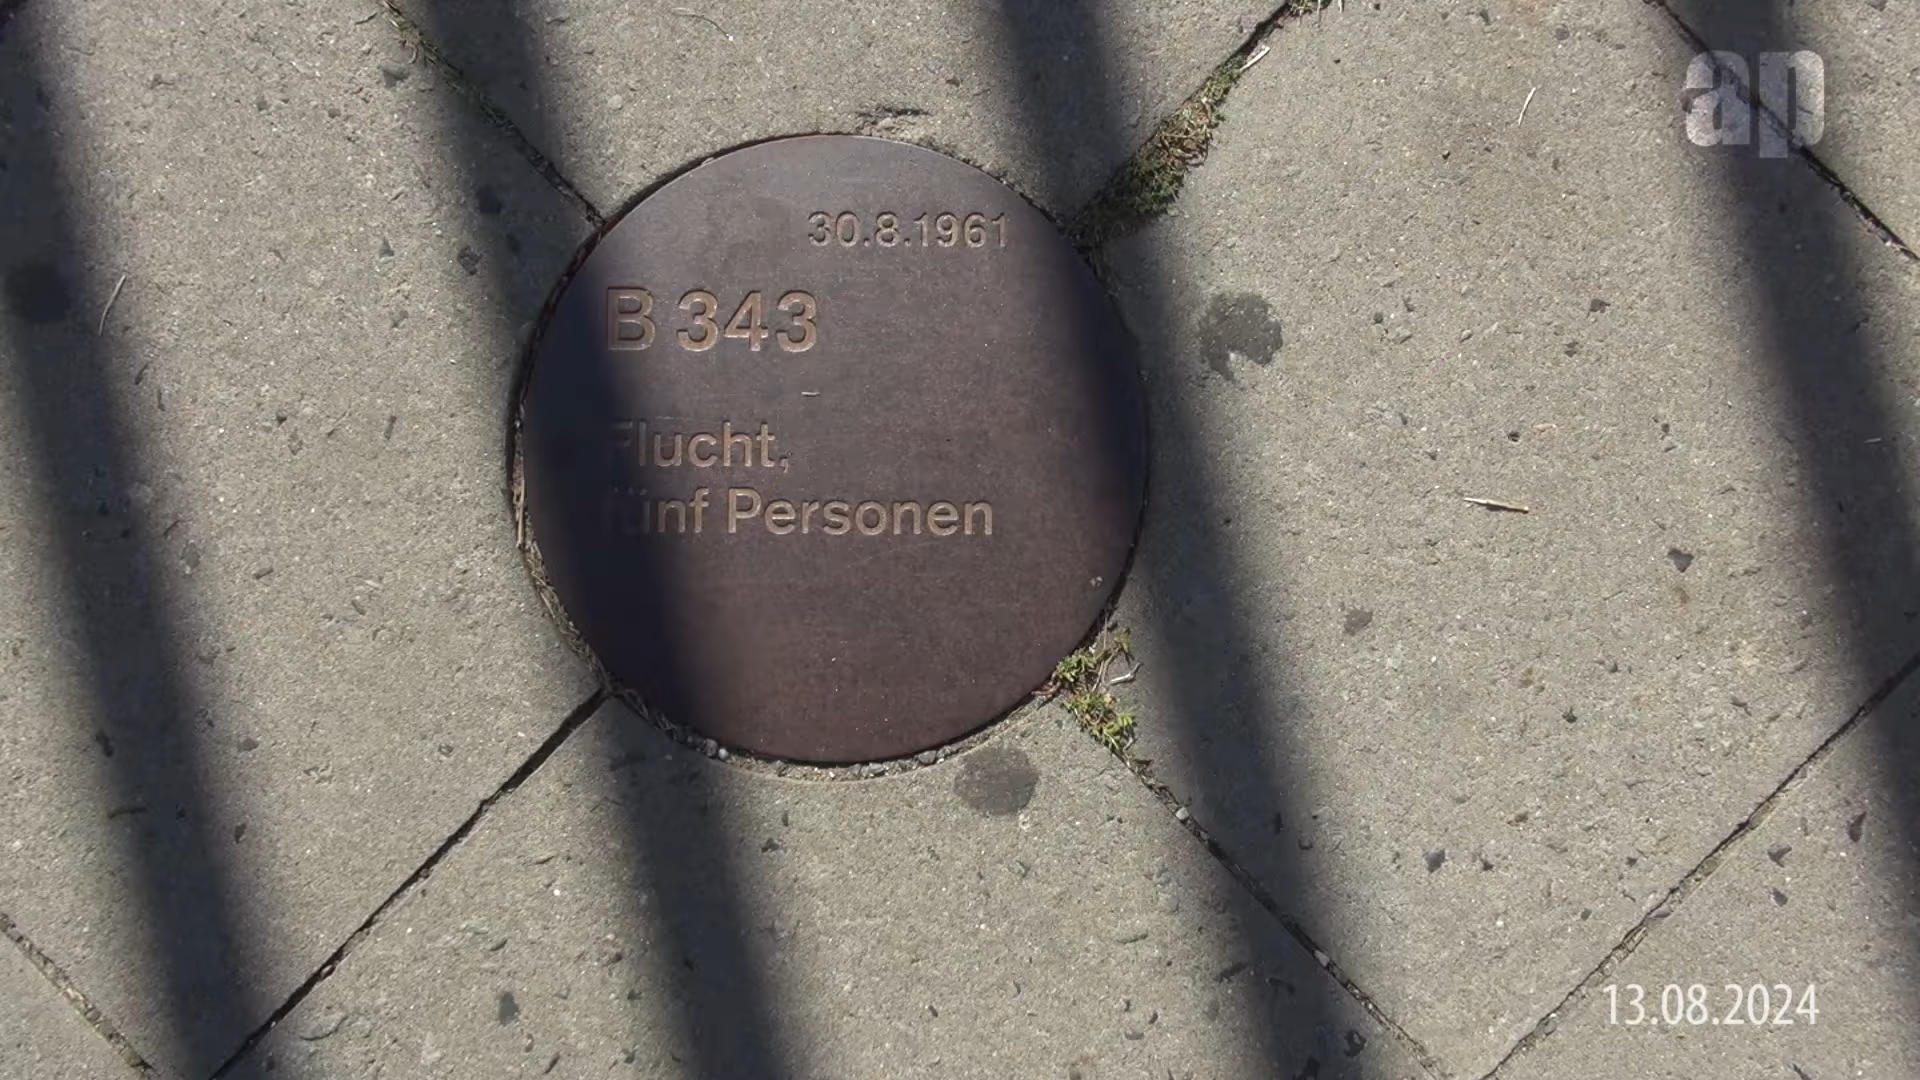 ap
30.8.1961
B 343
Flucht,
fünf Personen
13.08.2024